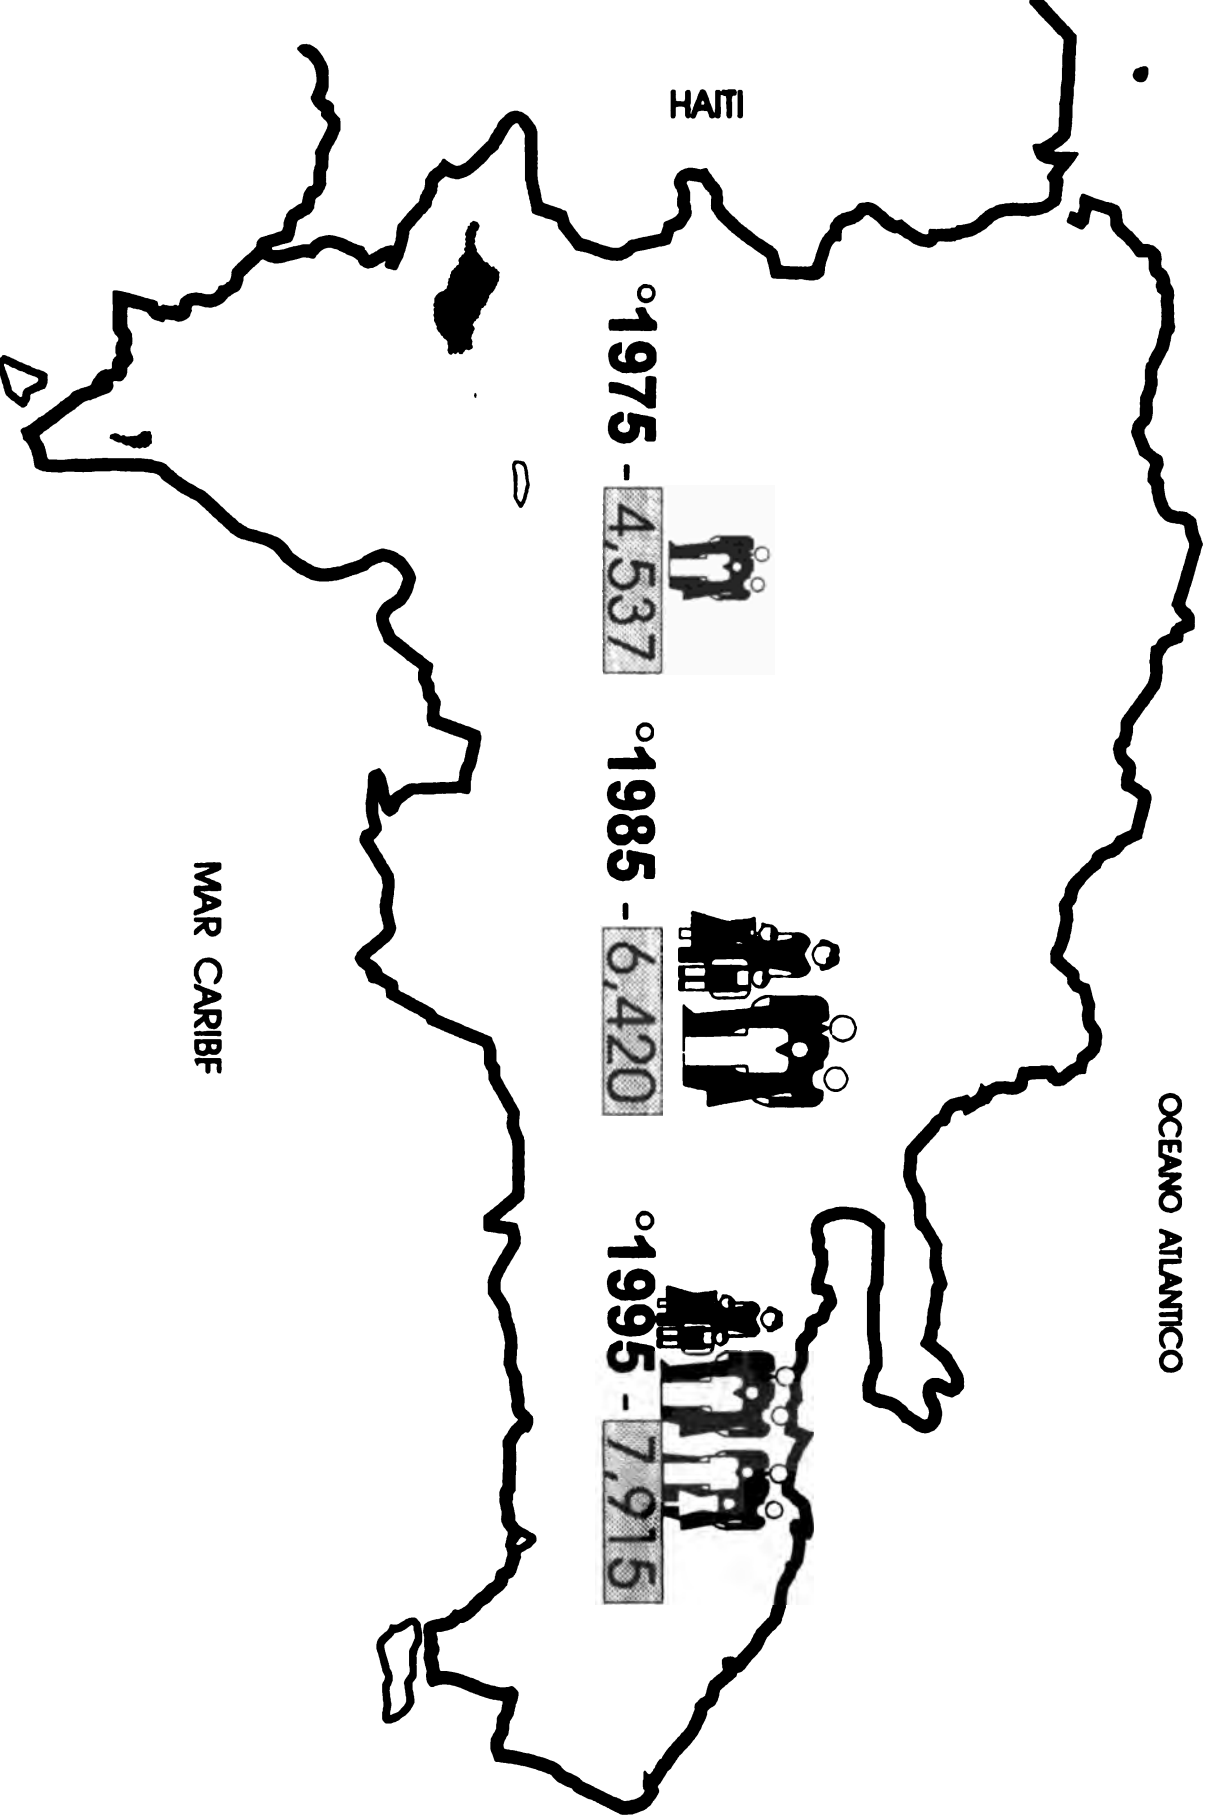 HAITI
°1975 - 4,537
°1985 - 6,420
°1995 - 7,915
OCEANO ATLANTICO
MAR CARIBE